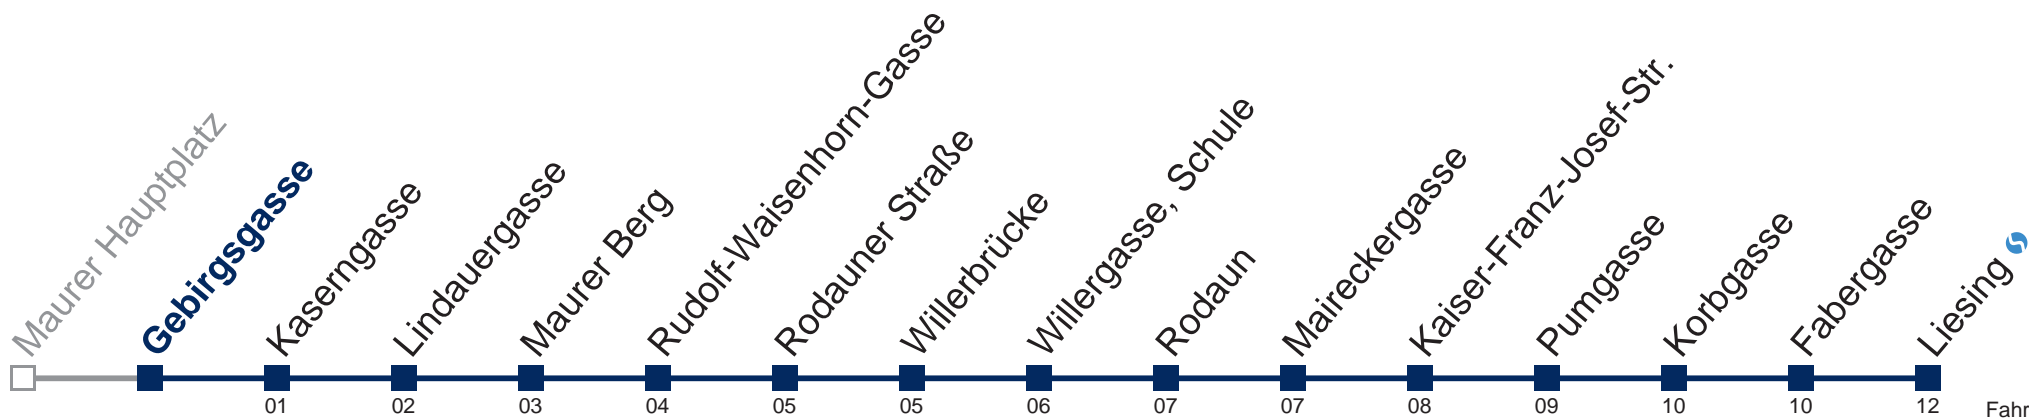 Maurer Hauptplatz
Gebirgsgasse
Kaserngasse
Lindauergasse
Maurer Berg
Rudolf-Waisenhorn-Gasse
Rodauner Straße
Willerbrücke
Willergasse, Schule
Rodaun
Maireckergasse
Kaiser-Franz-Josef-Str.
Pumgasse
Korbgasse
Fabergasse
Liesing
01 02 03 04 05 05 06 07 07 08 09 10 10 12 Fahr